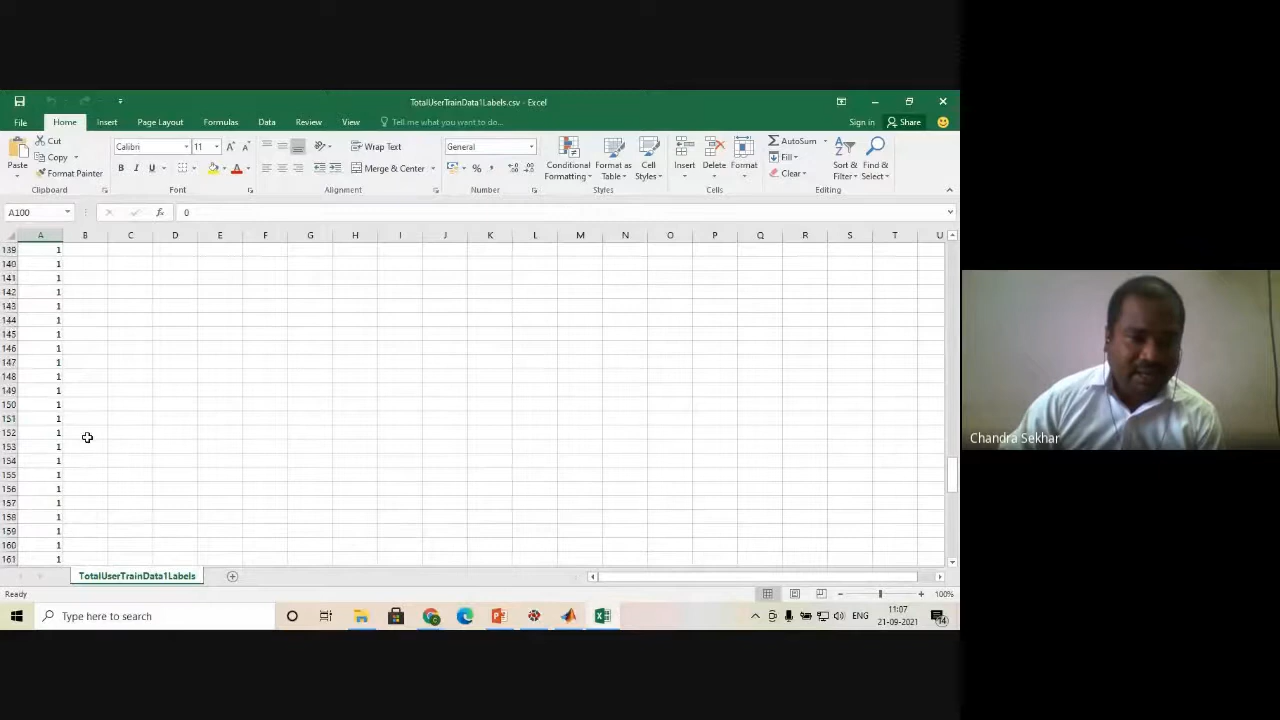 TotalUserTrainData1Labels.csv - Excel
File Home Insert Page Layout Formulas Data Review View Tell me what you want to do... Sign in Share
Paste Cut Copy Format Painter Clipboard
Calibri 11 B I U A Font
Wrap Text Merge & Center Alignment
General % , Number
Conditional Formatting Format as Table Cell Styles Styles
Insert Delete Format Cells
AutoSum Fill Clear Sort & Filter Find & Select Editing
A100 fx 0
A B C D E F G H I J K L M N O P Q R S T U
139 1
140 1
141 1
142 1
143 1
144 1
145 1
146 1
147 1
148 1
149 1
150 1
151 1
152 1
153 1
154 1
155 1
156 1
157 1
158 1
159 1
160 1
161 1
TotalUserTrainData1Labels
Ready 100%
Type here to search ENG 11:07
21-09-2021 14
Chandra Sekhar